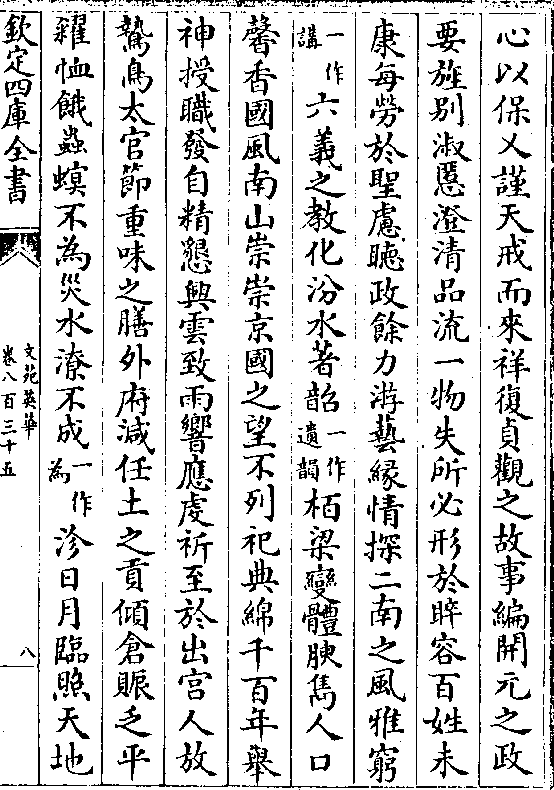 心以保乂謹天戒而來祥復貞觀之故事編開元之政
要旌别淑慝澄清品流一物失所必形於晬容百姓未
康每勞於聖慮聴政餘力游藝緣情探二南之風雅窮
一作講六義之教化汾水著韶一作遺韻栢梁變體腴雋人口
馨香國風南山崇崇京國之望不列祀典綿千百年舉
神授職發自精懇興雲致雨響應䖍祈至於出宫人放
鷙鳥太官節重味之膳外府減任土之貢傾倉賑乏平
糴恤餓蟲螟不為災水潦不成一作為沴日月臨照天地
欽定四庫全書
文苑英華
卷八百三十五
八